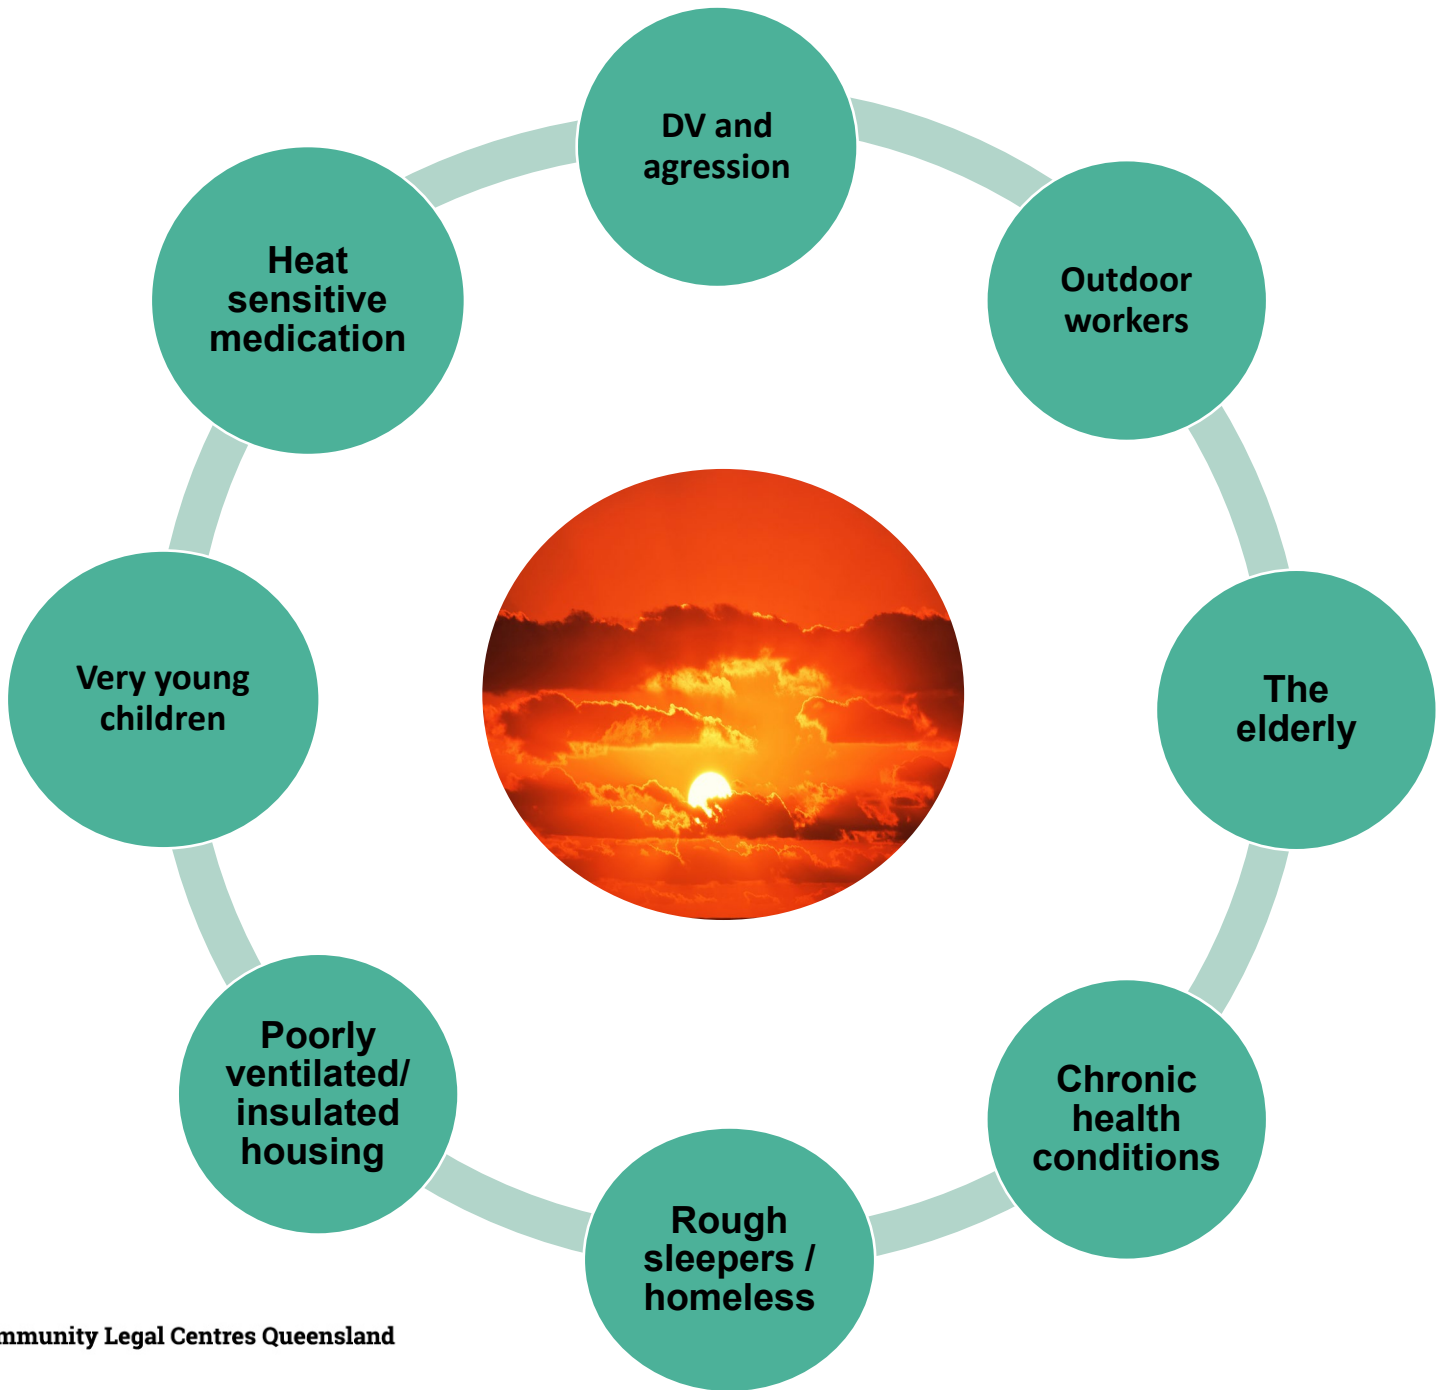 DV and
agression
Outdoor
workers
The
elderly
Chronic
health
conditions
Rough
sleepers /
homeless
Poorly
ventilated/
insulated
housing
Very young
children
Heat
sensitive
medication
mmunity Legal Centres Queensland